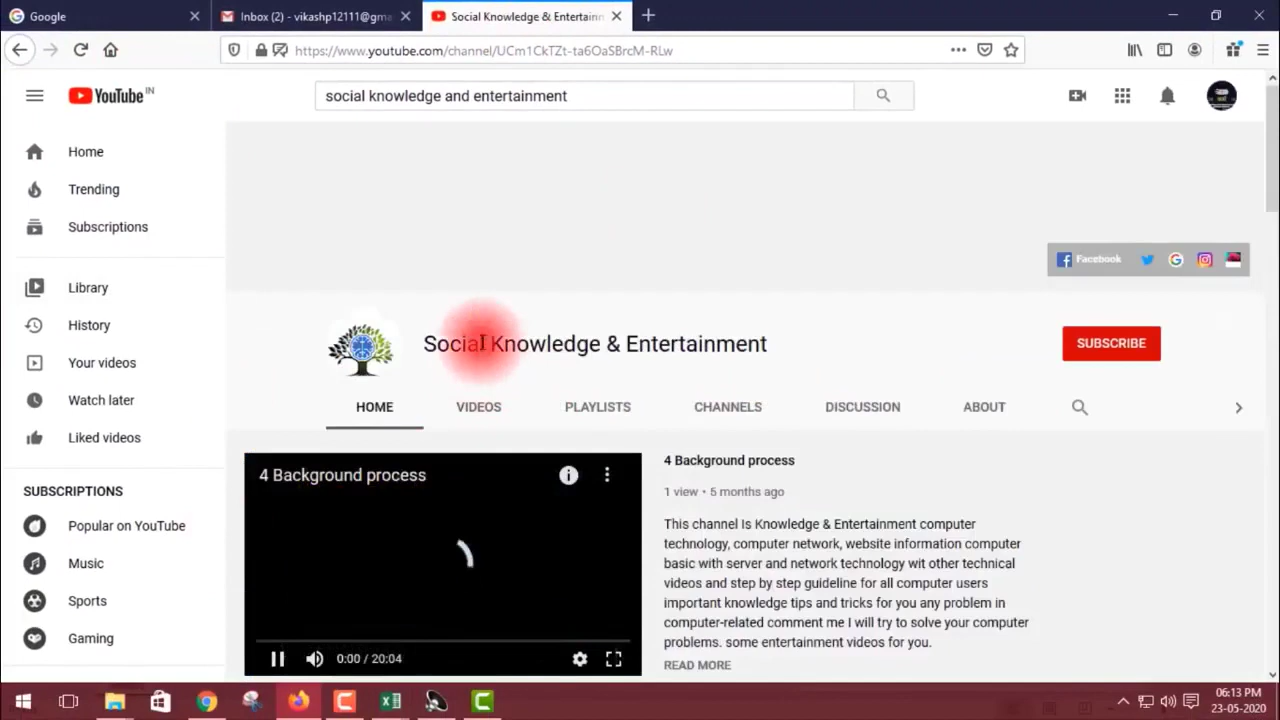 Google
Inbox (2) - vikashp12111@gma
Social Knowledge & Entertainm
https://www.youtube.com/channel/UCm1CkTZt-ta6OaSBrcM-RLw
YouTube IN
social knowledge and entertainment
Home
Trending
Subscriptions
Facebook
Library
History
Your videos
Watch later
Liked videos
Social Knowledge & Entertainment
SUBSCRIBE
HOME
VIDEOS
PLAYLISTS
CHANNELS
DISCUSSION
ABOUT
SUBSCRIPTIONS
Popular on YouTube
Music
Sports
Gaming
4 Background process
0:00 / 20:04
4 Background process
1 view • 5 months ago
This channel Is Knowledge & Entertainment computer
technology, computer network, website information computer
basic with server and network technology wit other technical
videos and step by step guideline for all computer users
important knowledge tips and tricks for you any problem in
computer-related comment me I will try to solve your computer
problems. some entertainment videos for you.
READ MORE
06:13 PM
23-05-2020